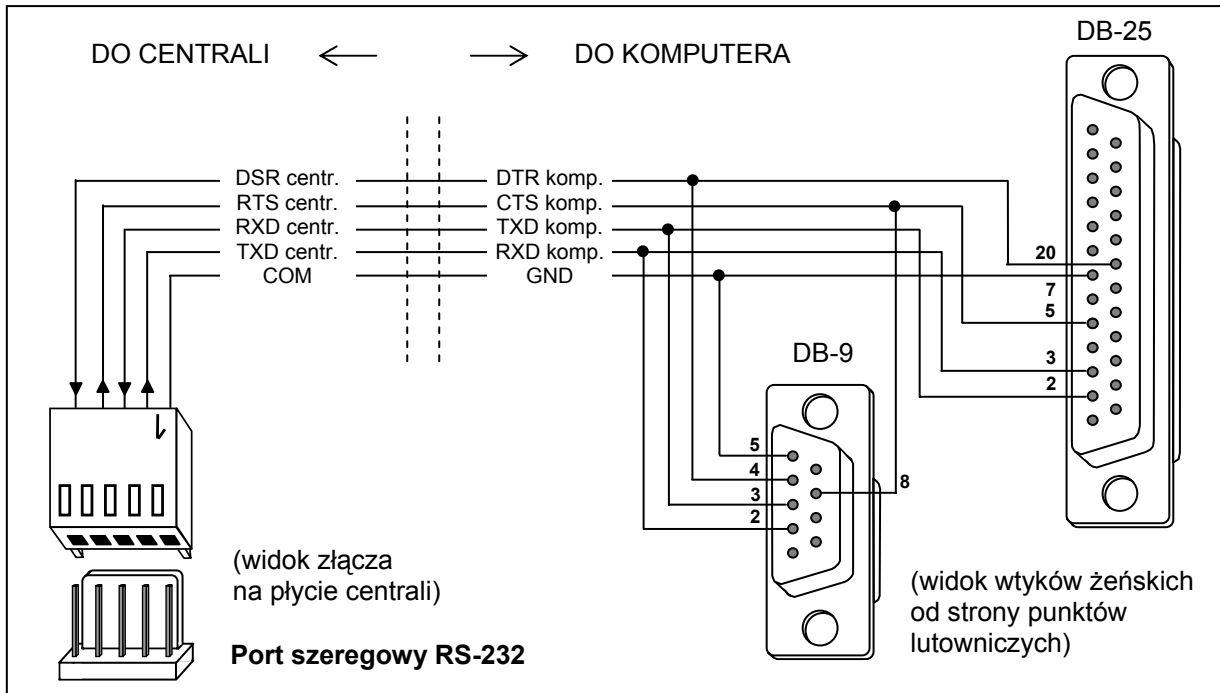 DB-25
DO CENTRALI
DO KOMPUTERA
DSR centr.
DTR komp.
RTS centr.
CTS komp.
RXD centr.
TXD komp.
TXD centr.
RXD komp.
COM
GND
20
7
5
3
2
DB-9
5
4
3
2
8
(widok złącza
na płycie centrali)
Port szeregowy RS-232
(widok wtyków żeńskich
od strony punktów
lutowniczych)